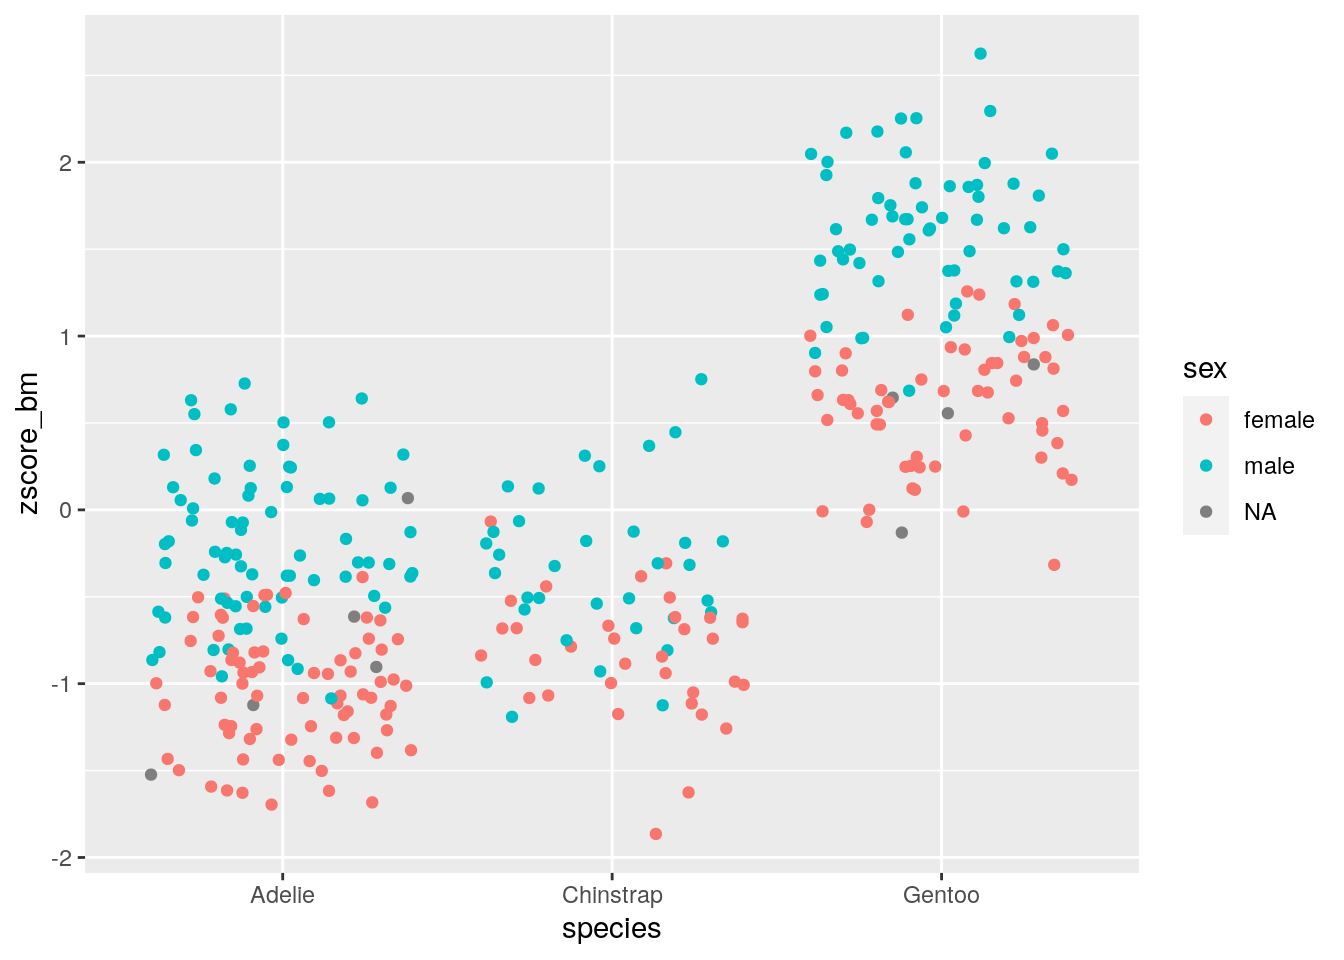 zscore_bm
2
1
0
-1
-2
Adelie Chinstrap Gentoo
species
sex
female
male
NA